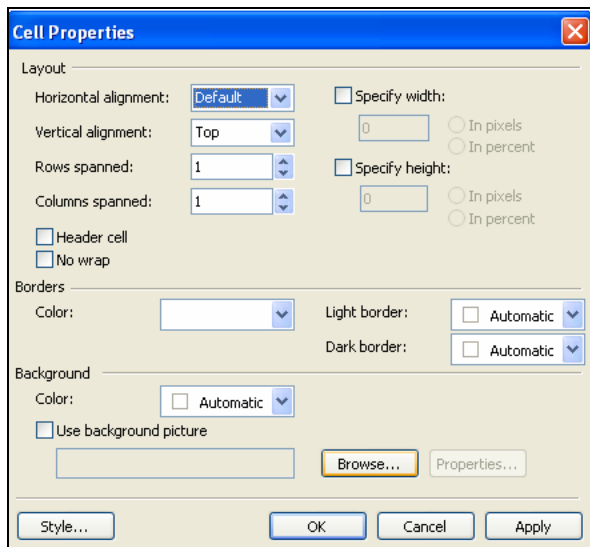 Cell Properties
Layout
Horizontal alignment: Default
Specify width:
Vertical alignment: Top
0 In pixels
In percent
Rows spanned: 1
Specify height:
Columns spanned: 1
0 In pixels
In percent
Header cell
No wrap
Borders
Color:
Light border: Automatic
Dark border: Automatic
Background
Color: Automatic
Use background picture
Browse... Properties...
Style... OK Cancel Apply